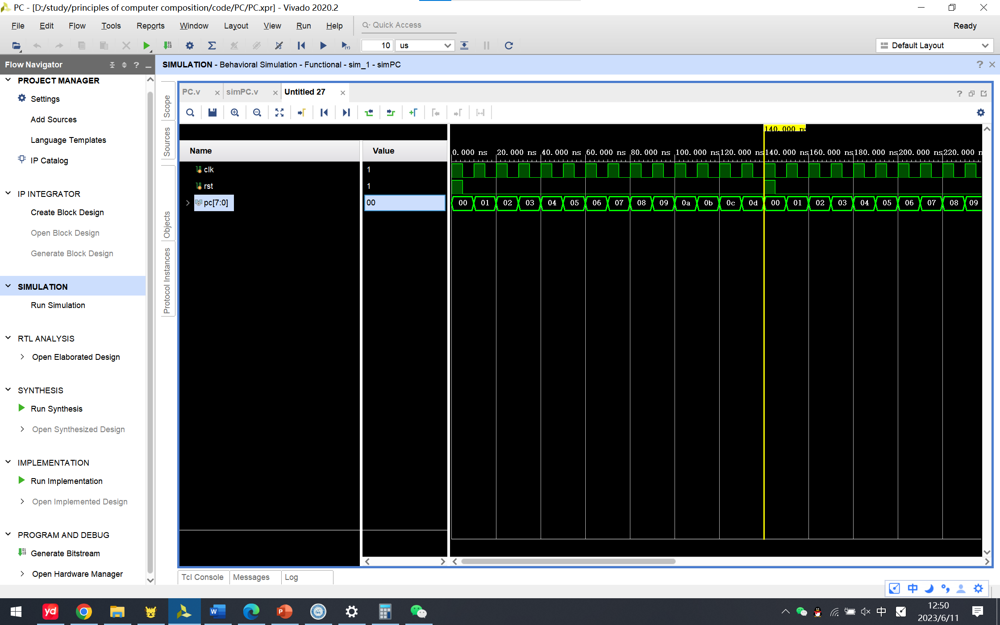 PC - [D:/study/principles of computer composition/code/PC/PC.xpr] - Vivado 2020.2
File Edit Flow Tools Reports Window Layout View Run Help Quick Access Ready
10 us Default Layout
Flow Navigator
SIMULATION - Behavioral Simulation - Functional - sim_1 - simPC
PROJECT MANAGER
Settings
Add Sources
Language Templates
IP Catalog
IP INTEGRATOR
Create Block Design
Open Block Design
Generate Block Design
SIMULATION
Run Simulation
RTL ANALYSIS
Open Elaborated Design
SYNTHESIS
Run Synthesis
Open Synthesized Design
IMPLEMENTATION
Run Implementation
Open Implemented Design
PROGRAM AND DEBUG
Generate Bitstream
Open Hardware Manager
Scope
Sources
Objects
Protocol Instances
PC.v simPC.v Untitled 27
140.000 ns
Name Value
0.000 ns 20.000 ns 40.000 ns 60.000 ns 80.000 ns 100.000 ns 120.000 ns 140.000 ns 160.000 ns 180.000 ns 200.000 ns 220.000 n
clk 1
rst 1
pc[7:0] 00 00 01 02 03 04 05 06 07 08 09 0a 0b 0c 0d 00 01 02 03 04 05 06 07 08 09
Tcl Console Messages Log
中
yd
W
P
中
12:50
2023/6/11